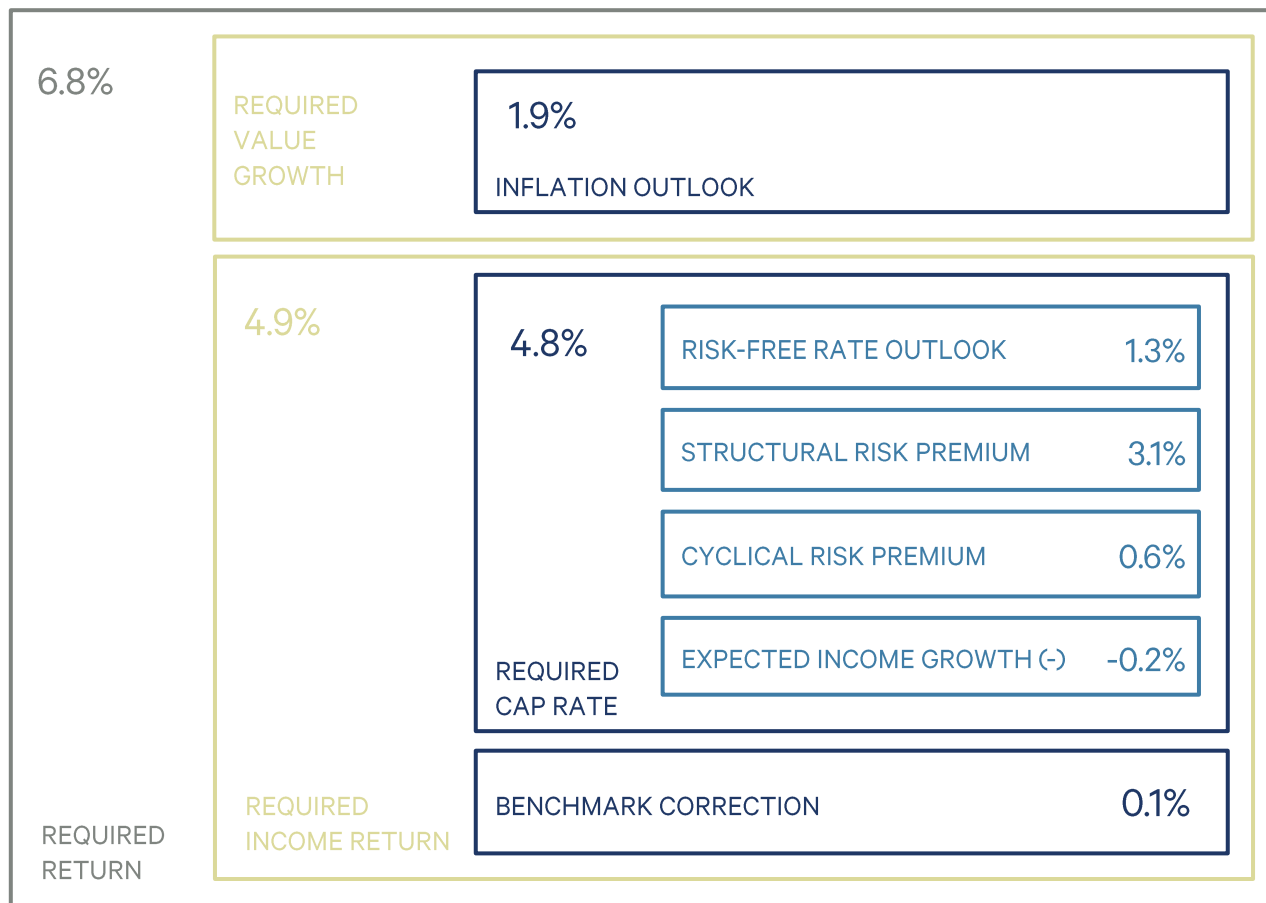 6.8%
REQUIRED
VALUE
GROWTH
1.9%
INFLATION OUTLOOK
4.9%
4.8%
RISK-FREE RATE OUTLOOK 1.3%
STRUCTURAL RISK PREMIUM 3.1%
CYCLICAL RISK PREMIUM 0.6%
EXPECTED INCOME GROWTH (-) -0.2%
REQUIRED
CAP RATE
BENCHMARK CORRECTION 0.1%
REQUIRED
INCOME RETURN
REQUIRED
RETURN